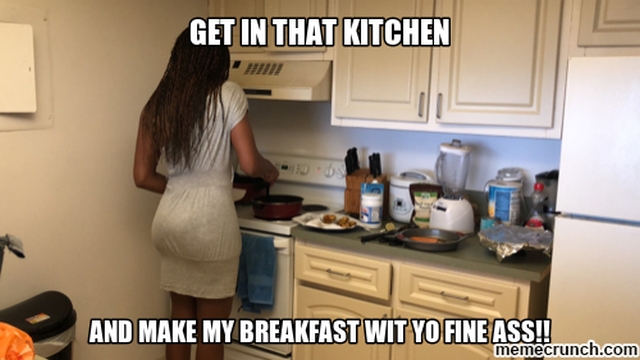 GET IN THAT KITCHEN
AND MAKE MY BREAKFAST WIT YO FINE ASS!!
memecrunch.com